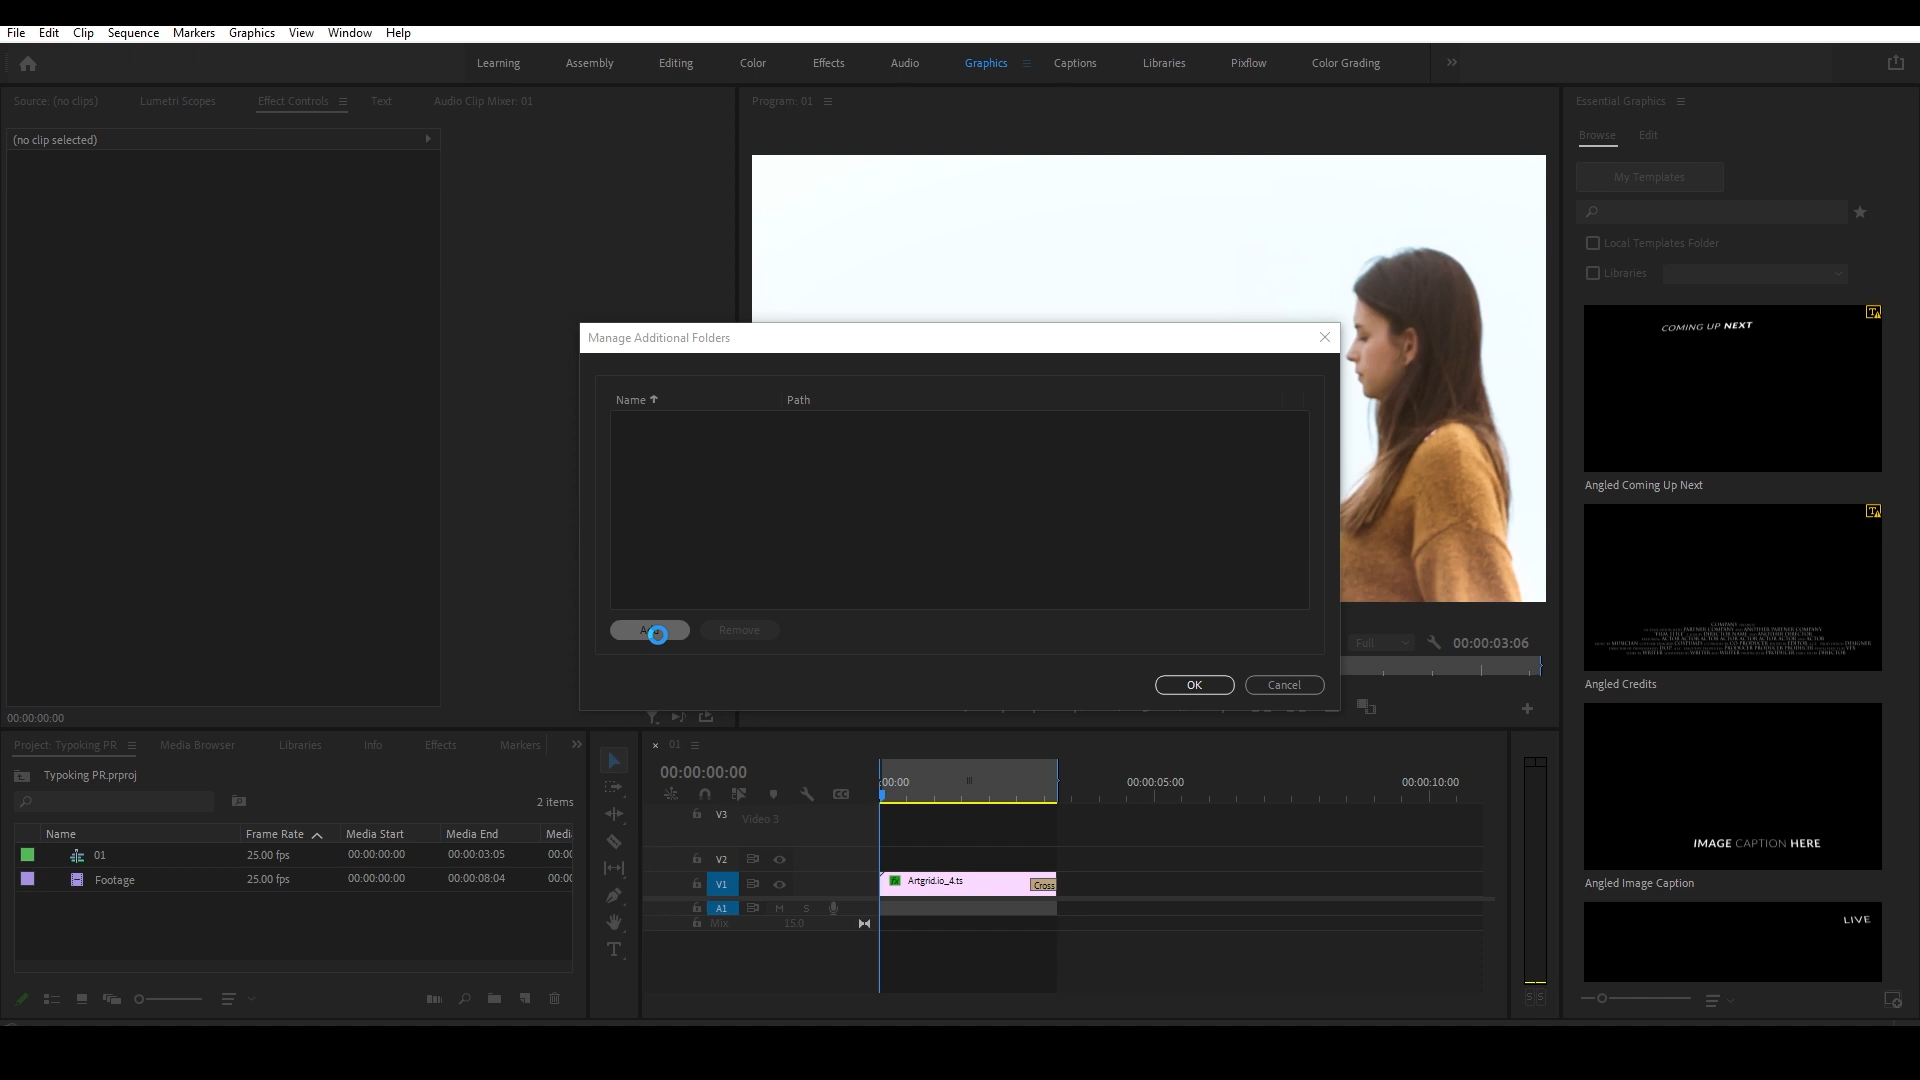 File Edit Clip Sequence Markers Graphics View Window Help
Learning Assembly Editing Color Effects Audio Graphics Captions Libraries Pixflow Color Grading
Source: (no clips) Lumetri Scopes Effect Controls Text Audio Clip Mixer: 01
(no clip selected)
00:00:00:00
Program: 01
Essential Graphics
Browse Edit
My Templates
Local Templates Folder
Libraries
COMING UP NEXT
Angled Coming Up Next
Angled Credits
IMAGE CAPTION HERE
Angled Image Caption
LIVE
Manage Additional Folders
Name Path
Remove
OK Cancel
Full 00:00:03:06
Project: Typoking PR Media Browser Libraries Info Effects Markers
Typoking PR.prproj
2 items
Name Frame Rate Media Start Media End Medi
01 25.00 fps 00:00:00:00 00:00:03:05 00:00
Footage 25.00 fps 00:00:00:00 00:00:08:04 00:00
01
00:00:00:00
:00:00 00:00:05:00 00:00:10:00
V3 Video 3
V2
V1 Artgrid.io_4.ts Cross
A1 M S
Mix 15.0
S S